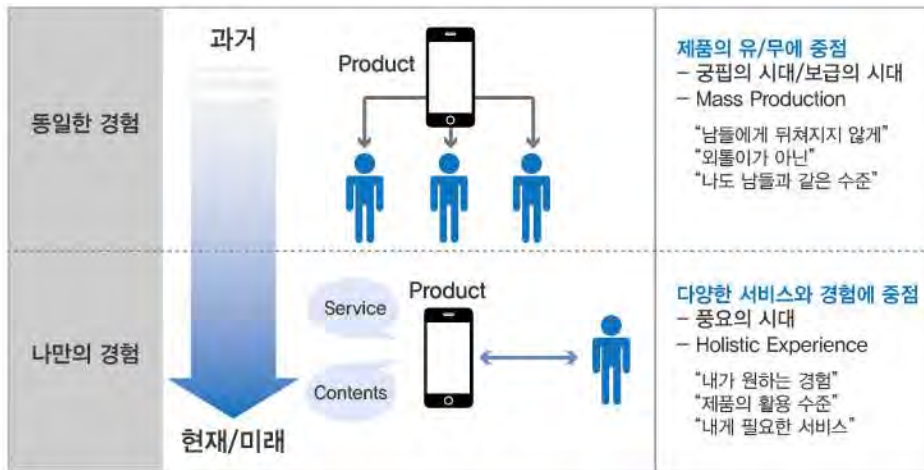 동일한 경험
과거
Product
제품의 유/무에 중점
– 궁핍의 시대/보급의 시대
– Mass Production
“남들에게 뒤쳐지지 않게”
“외톨이가 아닌”
“나도 남들과 같은 수준”
나만의 경험
현재/미래
Service
Contents
Product
다양한 서비스와 경험에 중점
– 풍요의 시대
– Holistic Experience
“내가 원하는 경험”
“제품의 활용 수준”
“내게 필요한 서비스”